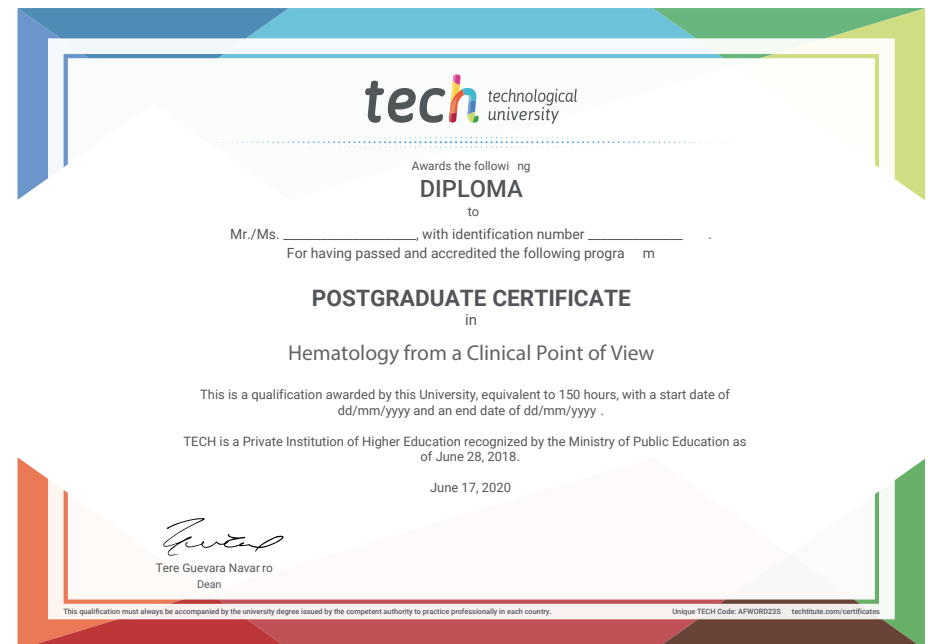 tech technological
university
Awards the followi ng
DIPLOMA
to
Mr./Ms. _____________________, with identification number _______________ .
For having passed and accredited the following progra m
POSTGRADUATE CERTIFICATE
in
Hematology from a Clinical Point of View
This is a qualification awarded by this University, equivalent to 150 hours, with a start date of
dd/mm/yyyy and an end date of dd/mm/yyyy .
TECH is a Private Institution of Higher Education recognized by the Ministry of Public Education as
of June 28, 2018.
June 17, 2020
Tere Guevara Navar ro
Dean
This qualification must always be accompanied by the university degree issued by the competent authority to practice professionally in each country.
Unique TECH Code: AFWORD23S techtitute.com/certificates